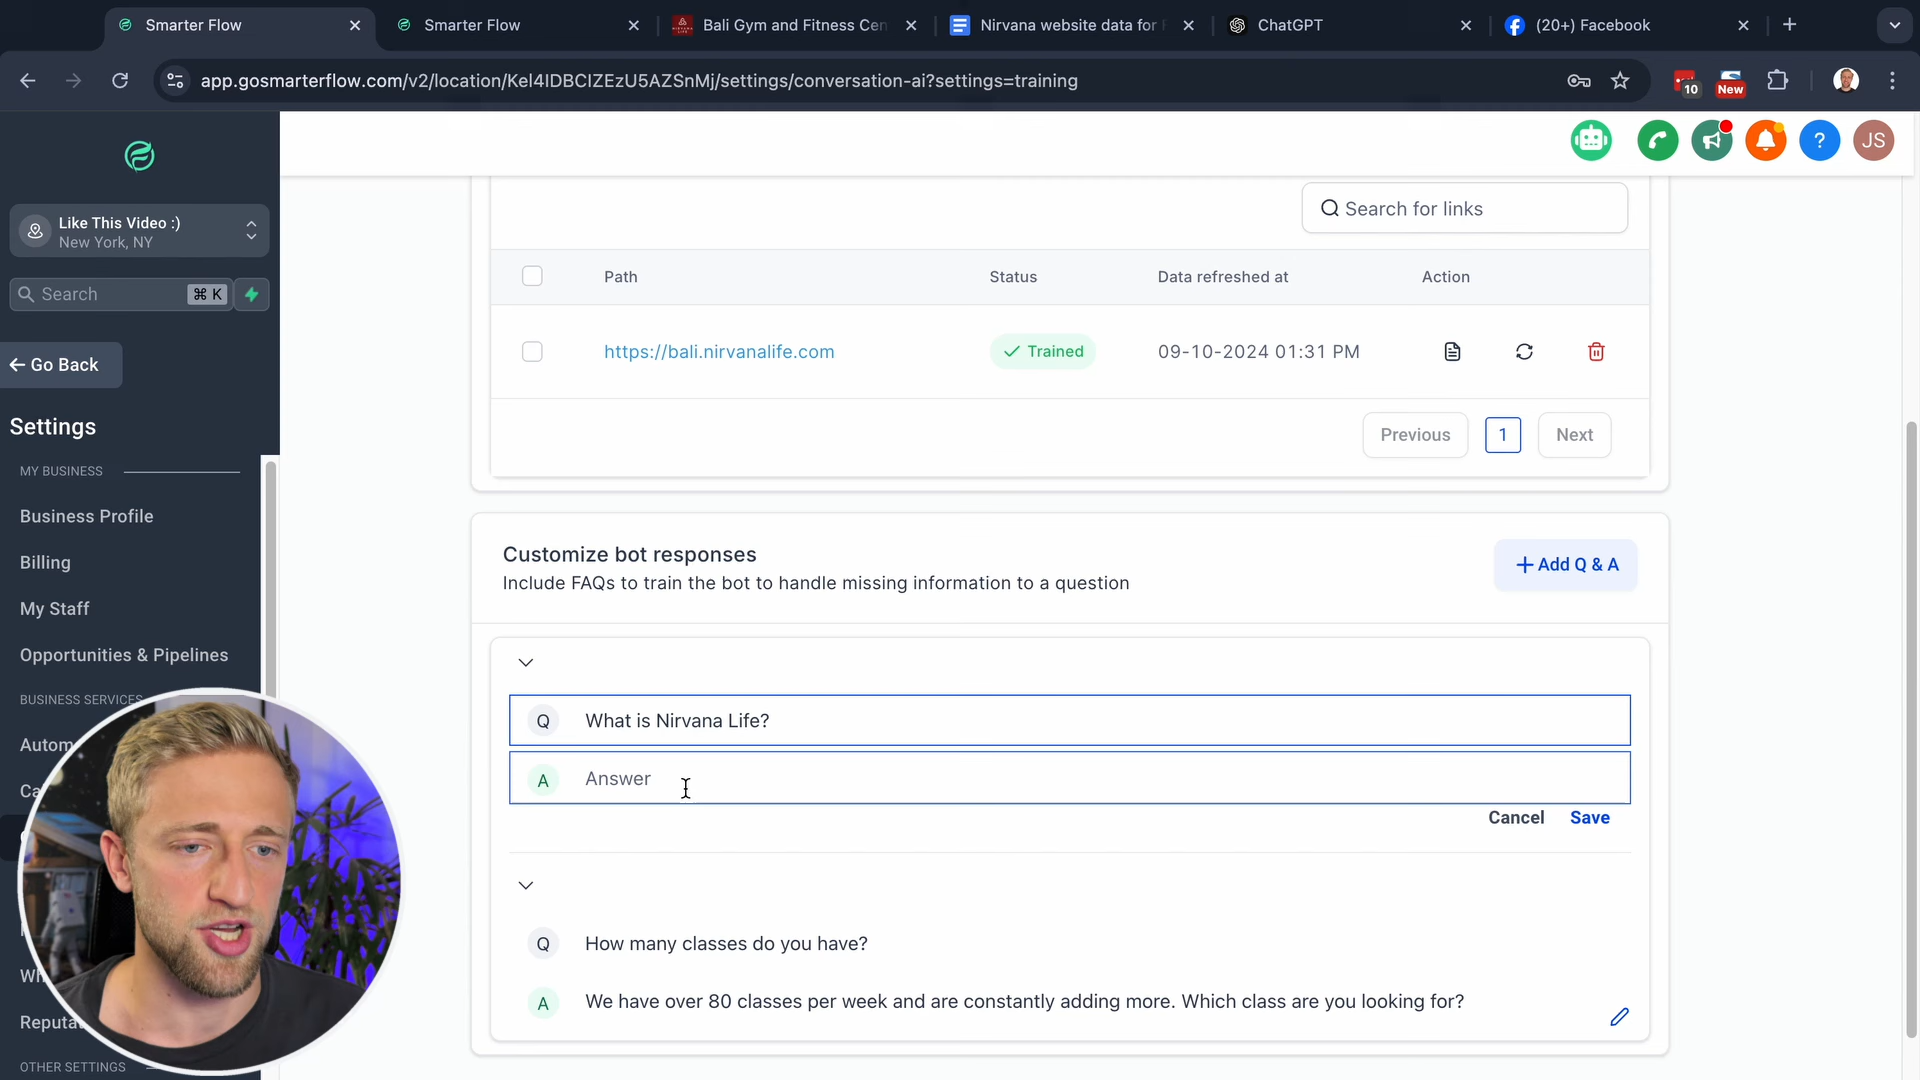 Smarter Flow
Smarter Flow
Bali Gym and Fitness Cen
Nirvana website data for
ChatGPT
(20+) Facebook
app.gosmarterflow.com/v2/location/Kel4IDBCIZEzU5AZSnMj/settings/conversation-ai?settings=training
10
New
?
JS
Like This Video :)
New York, NY
Search
⌘ K
Go Back
Settings
MY BUSINESS
Business Profile
Billing
My Staff
Opportunities & Pipelines
BUSINESS SERVICES
Autom
Ca
Wh
Reputa
OTHER SETTINGS
Search for links
Path
Status
Data refreshed at
Action
https://bali.nirvanalife.com
Trained
09-10-2024 01:31 PM
Previous
1
Next
Customize bot responses
Include FAQs to train the bot to handle missing information to a question
+ Add Q & A
Q What is Nirvana Life?
A Answer
Cancel
Save
Q How many classes do you have?
A We have over 80 classes per week and are constantly adding more. Which class are you looking for?